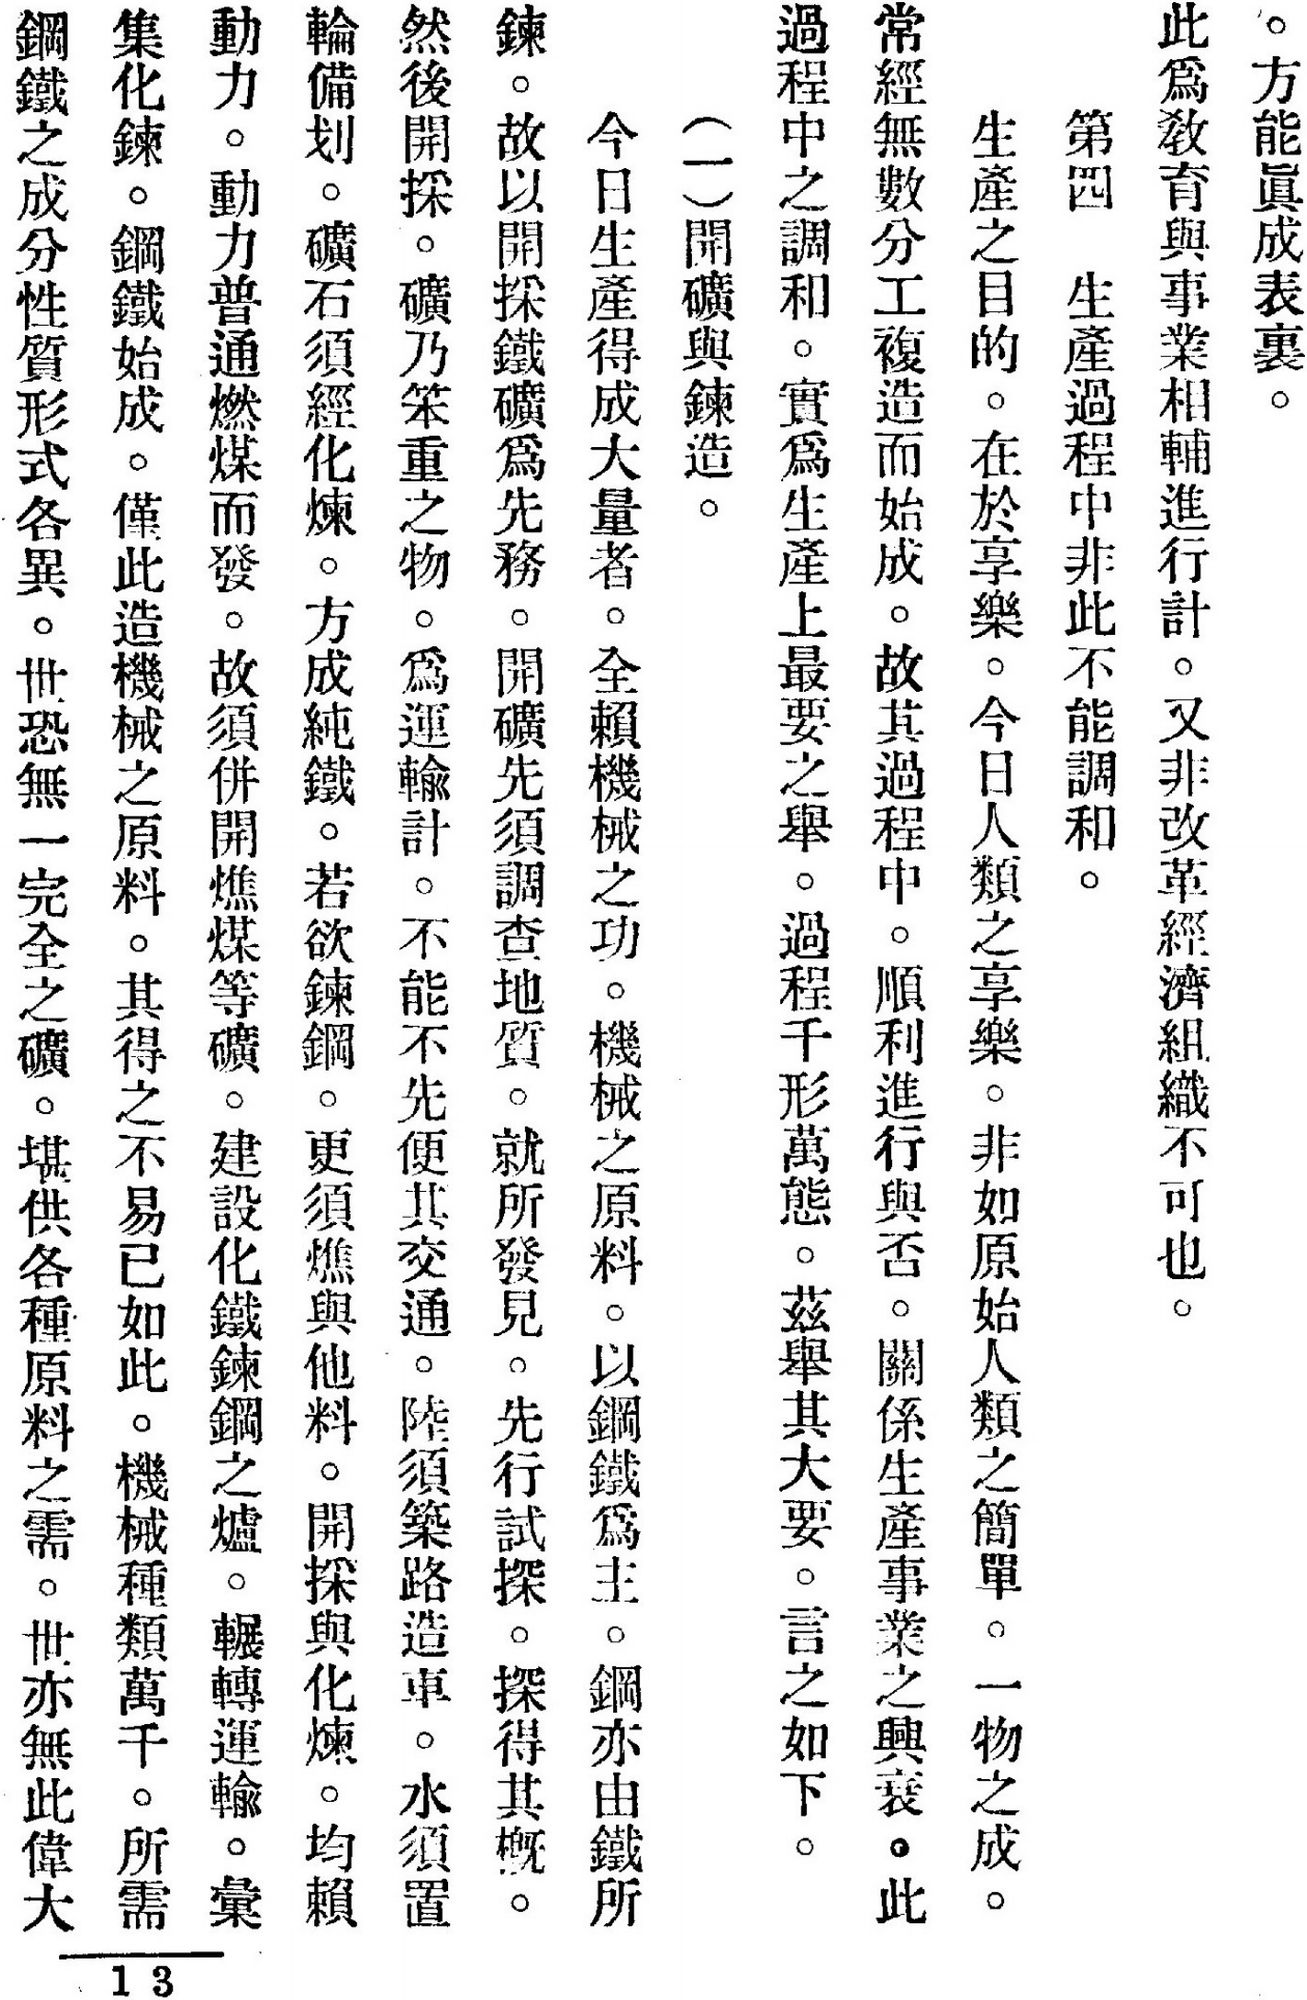 。方能眞成表裏。
此爲敎育與事業相輔進行計。又非改革經濟組織不可也。
第四　生產過程中非此不能調和。
生產之目的。在於享樂。今日人類之享樂。非如原始人類之簡單。一物之成。
常經無數分工複造而始成。故其過程中。順利進行與否。關係生產事業之興衰。此
過程中之調和。實爲生產上最要之舉。過程千形萬態。茲舉其大要。言之如下。
（一）開礦與鍊造。
今日生產得成大量者。全賴機械之功。機械之原料。以鋼鐵爲主。鋼亦由鐵所
鍊。故以開採鐵礦爲先務。開礦先須調查地質。就所發見。先行試探。探得其概。
然後開採。礦乃笨重之物。爲運輸計。不能不先便其交通。陸須築路造車。水須置
輪備划。礦石須經化煉。方成純鐵。若欲鍊鋼。更須燋與他料。開採與化煉。均賴
動力。動力普通燃煤而發。故須併開燋煤等礦。建設化鐵鍊鋼之爐。輾轉運輸。彙
集化鍊。鋼鐵始成。僅此造機械之原料。其得之不易已如此。機械種類萬千。所需
鋼鐵之成分性質形式各異。世恐無一完全之礦。堪供各種原料之需。世亦無此偉大
13